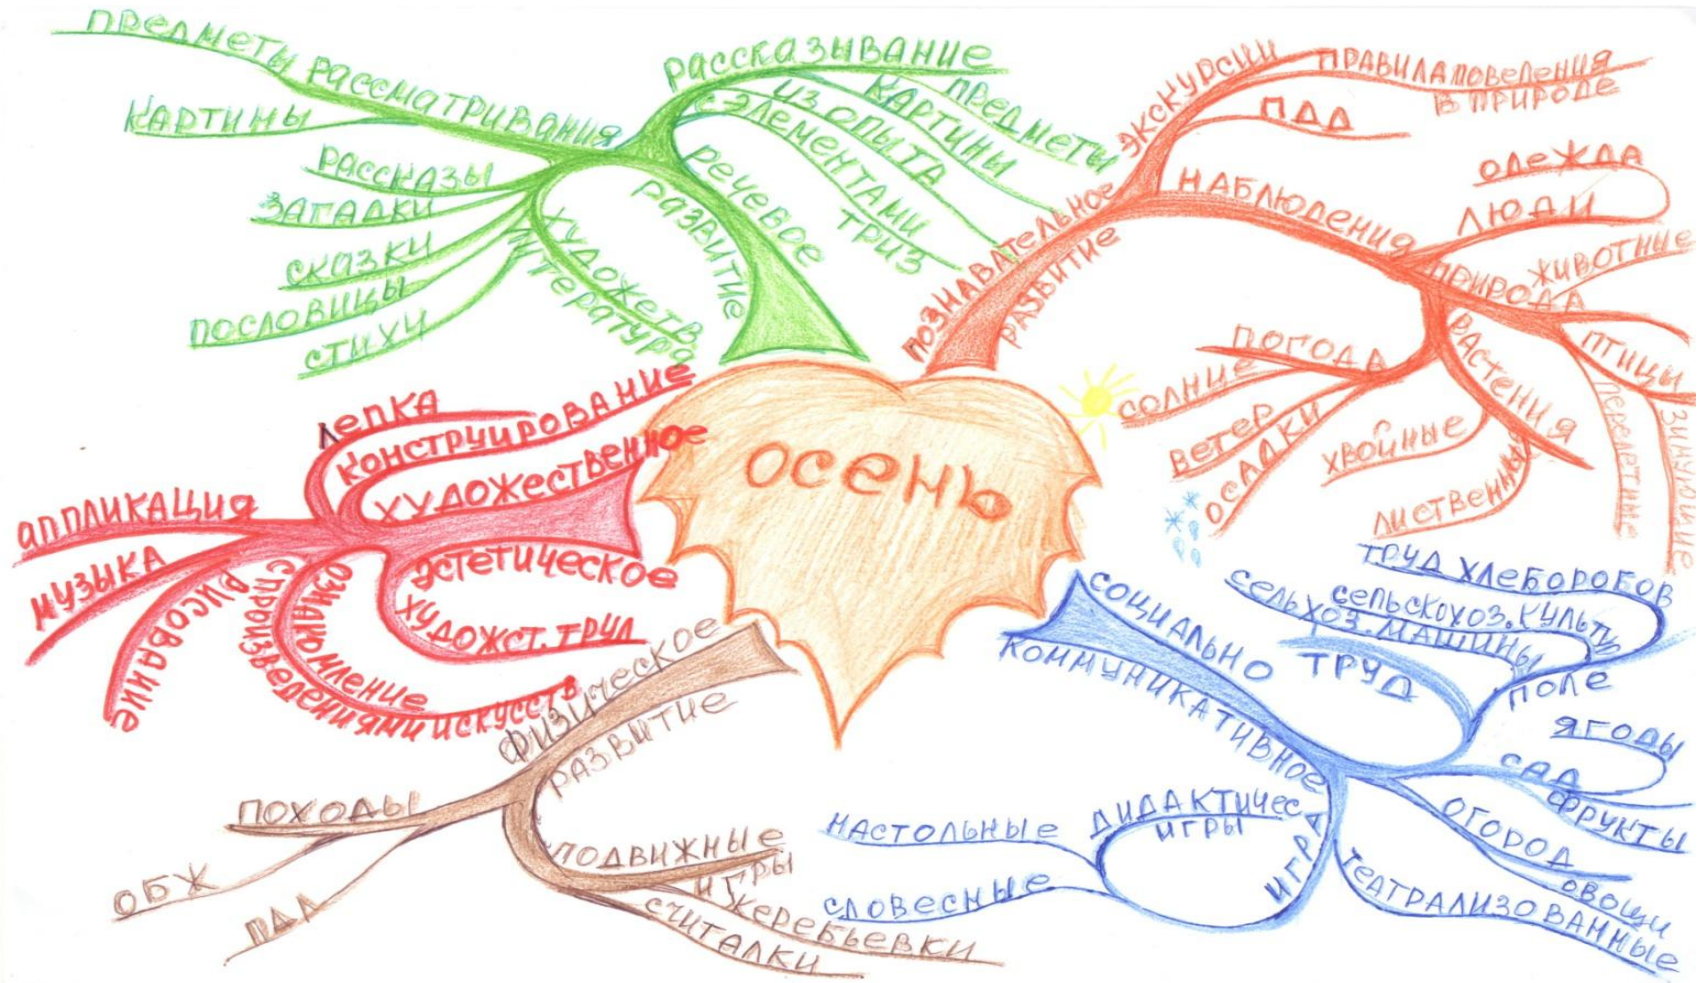 ОСЕНЬ
РЕЧЕВОЕ
РАЗВИТИЕ
РАССКАЗЫВАНИЕ
ПРЕДМЕТЫ
КАРТИНЫ
ИЗ ОПЫТА
С ЭЛЕМЕНТАМИ
ТРИЗ
РАССМАТРИВАНИЯ
ПРЕДМЕТЫ
КАРТИНЫ
ХУДОЖЕСТВ
ЛИТЕРАТУРА
РАССКАЗЫ
ЗАГАДКИ
СКАЗКИ
ПОСЛОВИЦЫ
СТИХИ
ПОЗНАВАТЕЛЬНОЕ
РАЗВИТИЕ
ЭКСКУРСИИ
ПРАВИЛА ПОВЕДЕНИЯ
В ПРИРОДЕ
ПДД
НАБЛЮДЕНИЯ
ОДЕЖДА
ЛЮДИ
ПРИРОДА
ЖИВОТНЫЕ
ПТИЦЫ
ПЕРЕЛЕТНЫЕ
ЗИМУЮЩИЕ
РАСТЕНИЯ
ХВОЙНЫЕ
ЛИСТВЕННЫЕ
ПОГОДА
СОЛНЦЕ
ВЕТЕР
ОСАДКИ
СОЦИАЛЬНО
КОММУНИКАТИВНОЕ
ТРУД
ПОЛЕ
ТРУД ХЛЕБОРОБОВ
СЕЛЬСКОХОЗ. КУЛЬТУР
СЕЛЬХОЗ. МАШИНЫ
САД
ЯГОДЫ
ФРУКТЫ
ОГОРОД
ОВОЩИ
ИГРА
ТЕАТРАЛИЗОВАННЫЕ
ДИДАКТИЧЕС
ИГРЫ
НАСТОЛЬНЫЕ
СЛОВЕСНЫЕ
ФИЗИЧЕСКОЕ
РАЗВИТИЕ
ПОХОДЫ
ОБЖ
ПДД
ПОДВИЖНЫЕ
ИГРЫ
ЖЕРЕБЬЕВКИ
СЧИТАЛКИ
ХУДОЖЕСТВЕННОЕ
ЭСТЕТИЧЕСКОЕ
КОНСТРУИРОВАНИЕ
ЛЕПКА
АППЛИКАЦИЯ
МУЗЫКА
РИСОВАНИЕ
ОЗНАКОМЛЕНИЕ
С ПРОИЗВЕДЕНИЯМИ ИСКУССТВ
ХУДОЖСТ. ТРУД